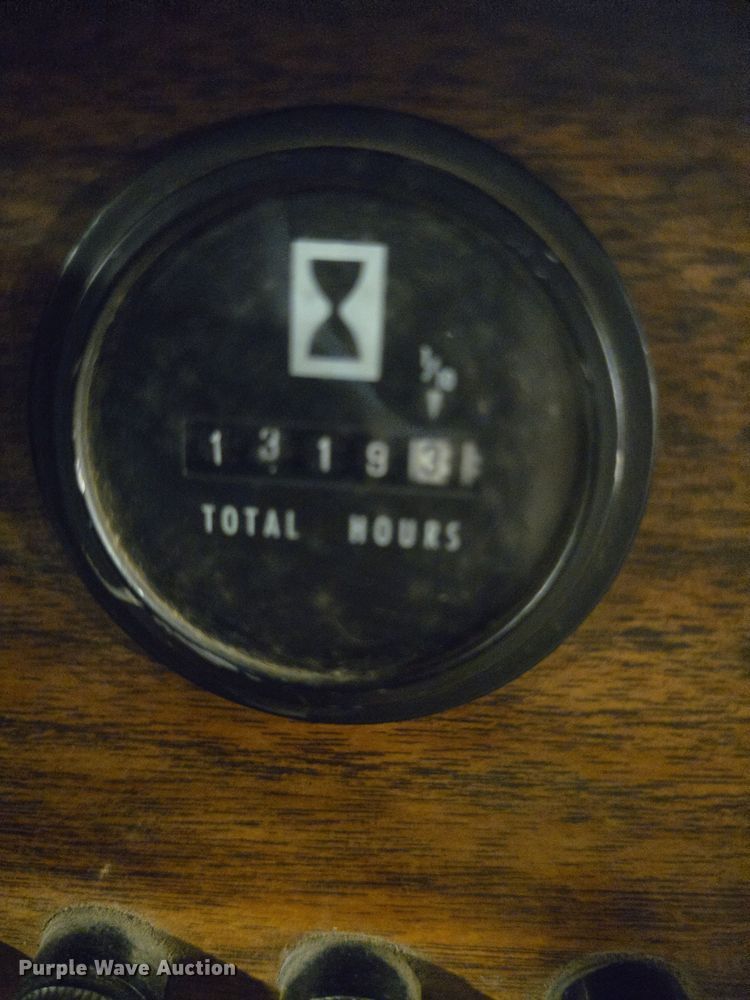 1/10
1 3 1 9 3
TOTAL HOURS
Purple Wave Auction